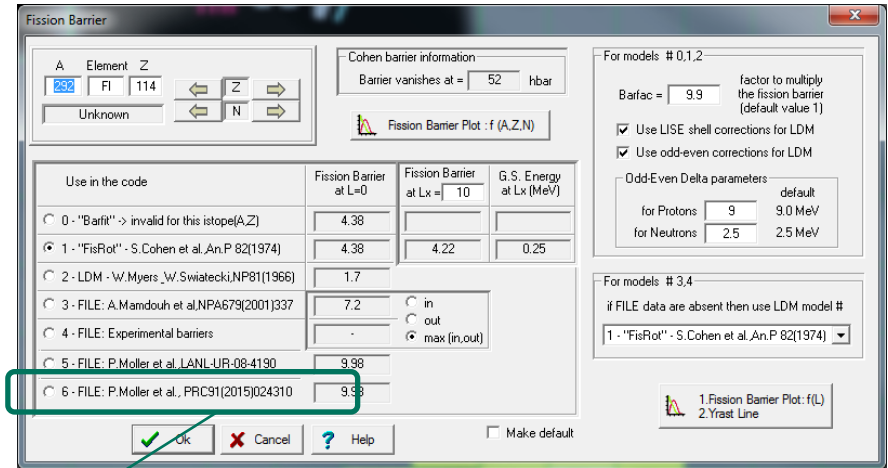 Fission Barrier
A Element Z
292 Fl 114
Z
N
Unknown
Cohen barrier information
Barrier vanishes at = 52 hbar
Fission Barrier Plot : f (A,Z,N)
For models # 0,1,2
Barfac = 9.9
factor to multiply
the fission barrier
(default value 1)
Use LISE shell corrections for LDM
Use odd-even corrections for LDM
Odd-Even Delta parameters
default
for Protons 9 9.0 MeV
for Neutrons 2.5 2.5 MeV
Use in the code
Fission Barrier
at L=0
Fission Barrier
at Lx = 10
G.S. Energy
at Lx (MeV)
0 - "Barfit" -> invalid for this istope(A,Z) 4.38
1 - "FisRot" - S.Cohen et al.,An.P 82(1974) 4.38 4.22 0.25
2 - LDM - W.Myers _W.Swiatecki,NP81(1966) 1.7
3 - FILE: A.Mamdouh et al,NPA679(2001)337 7.2
4 - FILE: Experimental barriers -
in
out
max (in,out)
5 - FILE: P.Moller et al.,LANL-UR-08-4190 9.98
6 - FILE: P.Moller et al., PRC91(2015)024310 9.98
For models # 3,4
if FILE data are absent then use LDM model #
1 - "FisRot" - S.Cohen et al.,An.P 82(1974)
1.Fission Barrier Plot: f(L)
2.Yrast Line
Ok
Cancel
? Help
Make default